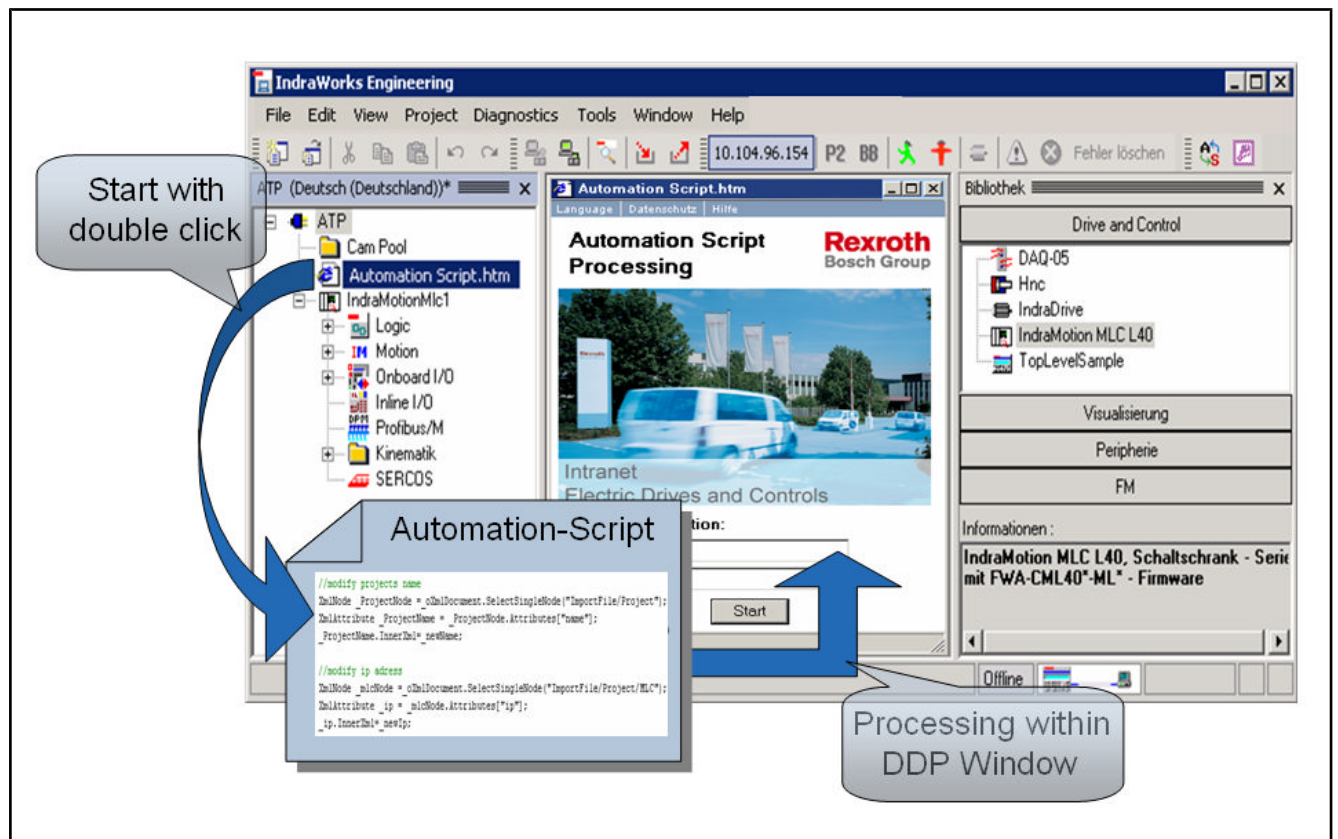 IndraWorks Engineering
File Edit View Project Diagnostics Tools Window Help
10.104.96.154 P2 BB Fehler löschen
Start with
double click
ATP (Deutsch (Deutschland))*
ATP
Cam Pool
Automation Script.htm
IndraMotionMlc1
Logic
Motion
Onboard I/O
Inline I/O
Profibus/M
Kinematik
SERCOS
Automation Script.htm
Language Datenschutz Hilfe
Automation Script
Processing
Rexroth
Bosch Group
Intranet
Electric Drives and Controls
tion:
Start
Bibliothek
Drive and Control
DAQ-05
Hnc
IndraDrive
IndraMotion MLC L40
TopLevelSample
Visualisierung
Peripherie
FM
Informationen :
IndraMotion MLC L40, Schaltschrank - Serie
mit FWA-CML40*-ML* - Firmware
Offline
Automation-Script
//modify projects name
XmlNode _ProjectNode =_oXmlDocument.SelectSingleNode("ImportFile/Project");
XmlAttribute _ProjectName = _ProjectNode.Attributes["name"];
_ProjectName.InnerXml=_newName;
//modify ip adress
XmlNode _mlcNode =_oXmlDocument.SelectSingleNode("ImportFile/Project/MLC");
XmlAttribute _ip = _mlcNode.Attributes["ip"];
_ip.InnerXml=_newIp;
Processing within
DDP Window